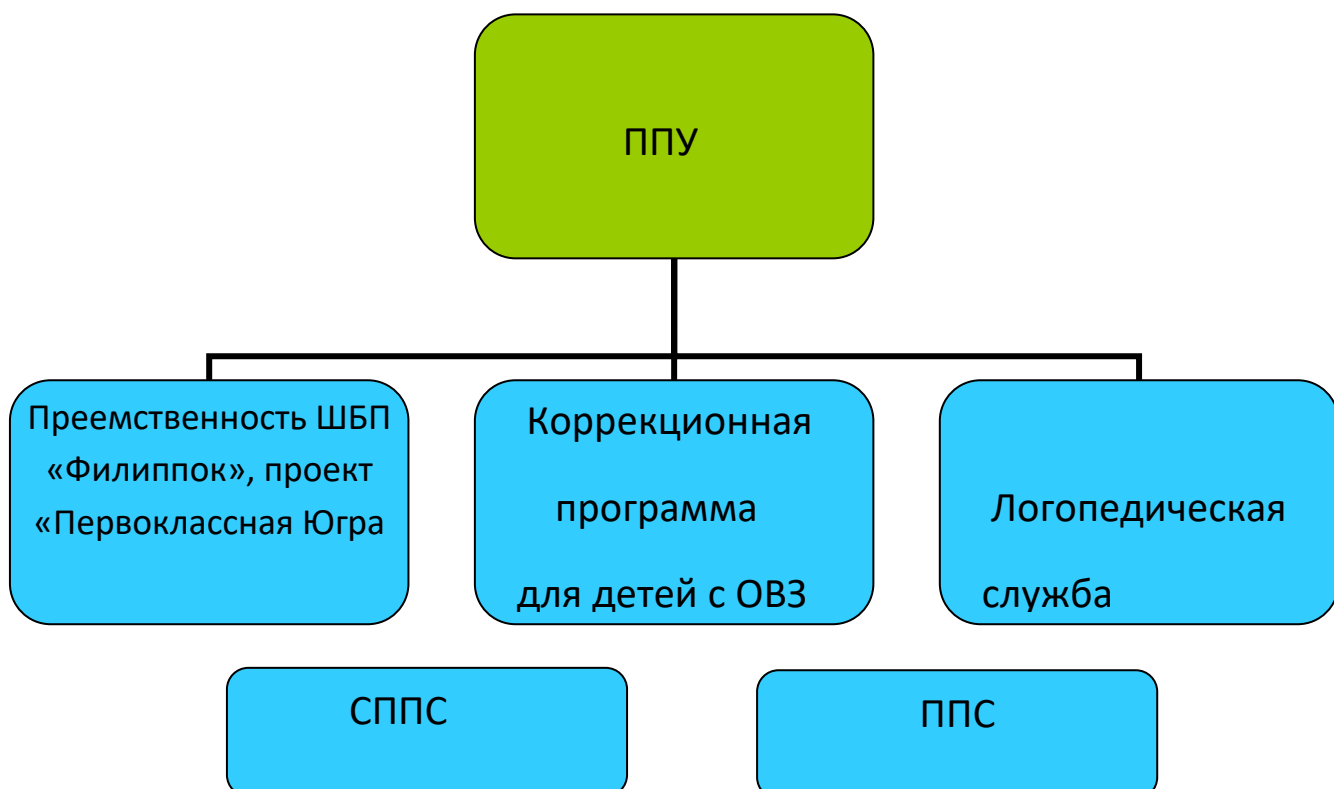 ППУ
Преемственность ШБП
«Филиппок», проект
«Первоклассная Югра
Коррекционная
программа
для детей с ОВЗ
Логопедическая
служба
СППС
ППС